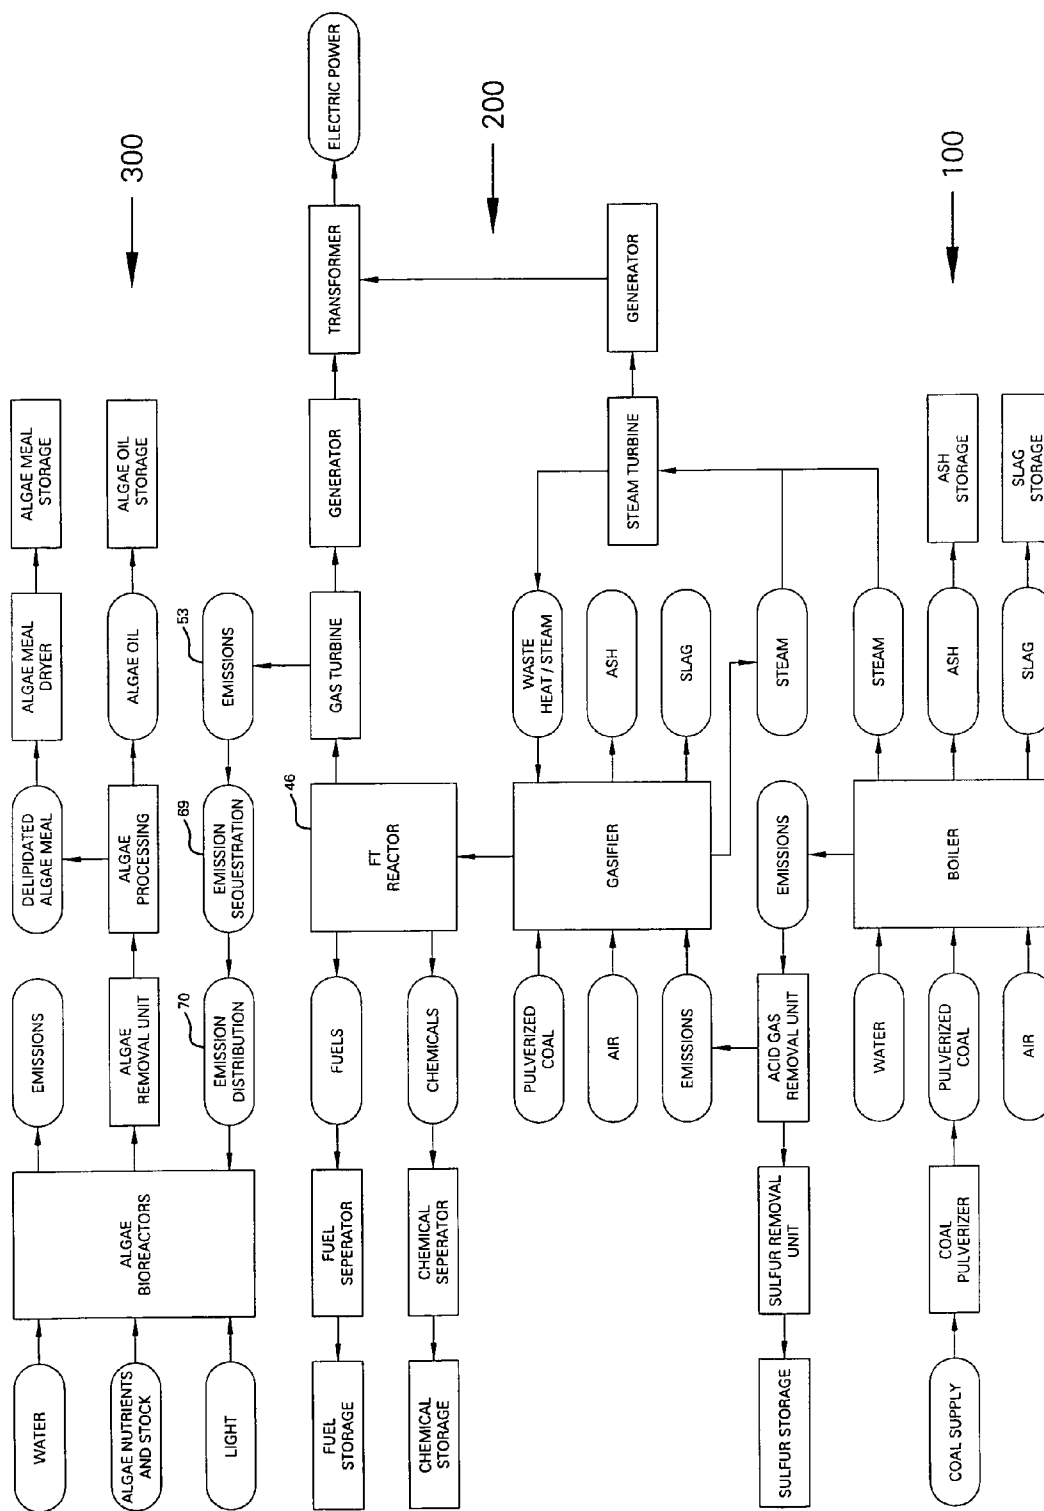 WATER
ALGAE NUTRIENTS
AND STOCK
LIGHT
ALGAE
BIOREACTORS
EMISSIONS
ALGAE
REMOVAL UNIT
EMISSION
DISTRIBUTION
70
DELIPIDATED
ALGAE MEAL
ALGAE
PROCESSING
EMISSION
SEQUESTRATION
69
ALGAE MEAL
DRYER
ALGAE OIL
EMISSIONS
53
ALGAE MEAL
STORAGE
ALGAE OIL
STORAGE
300
FUEL
STORAGE
FUEL
SEPERATOR
FUELS
CHEMICAL
STORAGE
CHEMICAL
SEPERATOR
CHEMICALS
FT
REACTOR
46
GAS TURBINE
GENERATOR
TRANSFORMER
ELECTRIC POWER
200
PULVERIZED
COAL
AIR
EMISSIONS
GASIFIER
WASTE
HEAT / STEAM
ASH
SLAG
STEAM
STEAM TURBINE
GENERATOR
SULFUR STORAGE
SULFUR REMOVAL
UNIT
ACID GAS
REMOVAL UNIT
EMISSIONS
COAL SUPPLY
COAL
PULVERIZER
WATER
PULVERIZED
COAL
AIR
BOILER
STEAM
ASH
SLAG
ASH
STORAGE
SLAG
STORAGE
100